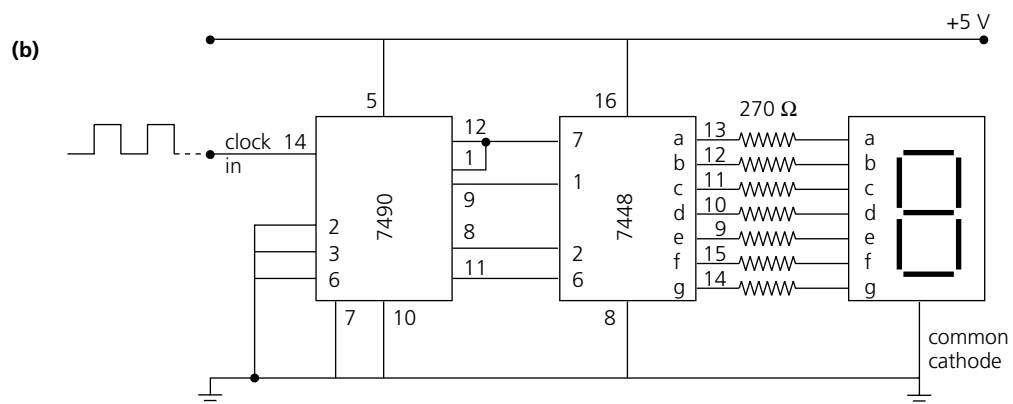 +5 V
(b)
5
16
270 Ω
clock
in
14
12
1
9
8
11
2
3
6
7490
7
10
7
1
2
6
7448
8
a 13
b 12
c 11
d 10
e 9
f 15
g 14
a
b
c
d
e
f
g
common
cathode